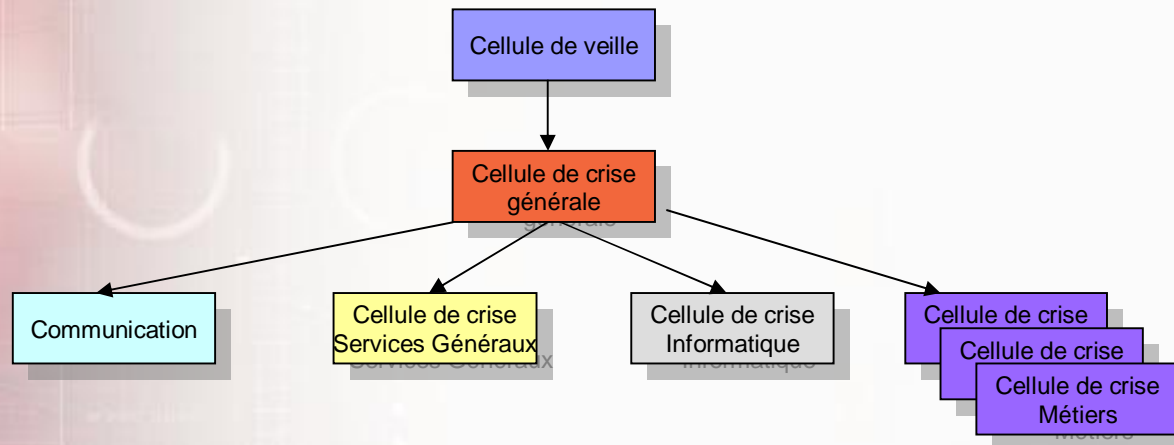 Cellule de veille
Cellule de crise
générale
Communication
Cellule de crise
Services Généraux
Cellule de crise
Informatique
Cellule de crise
Cellule de crise
Cellule de crise
Métiers